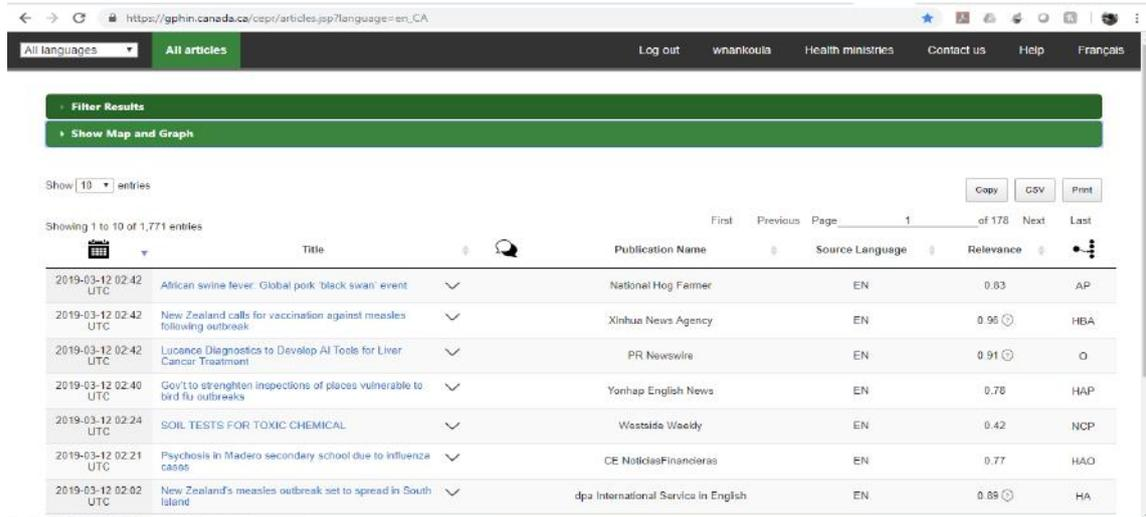 https://gphin.canada.ca/cepr/articles.jsp?language=en_CA
All languages All articles Log out wnankoula Health ministries Contact us Help Français
Filter Results
Show Map and Graph
Show 10 entries Copy CSV Print
Showing 1 to 10 of 1,771 entries First Previous Page 1 of 178 Next Last
Title Publication Name Source Language Relevance
2019-03-12 02:42 UTC
African swine fever: Global pork 'black swan' event
National Hog Farmer EN 0.83 AP
2019-03-12 02:42 UTC
New Zealand calls for vaccination against measles
following outbreak
Xinhua News Agency EN 0.96 HBA
2019-03-12 02:42 UTC
Lucence Diagnostics to Develop AI Tools for Liver
Cancer Treatment
PR Newswire EN 0.91 O
2019-03-12 02:40 UTC
Gov't to strenghten inspections of places vulnerable to
bird flu outbreaks
Yonhap English News EN 0.78 HAP
2019-03-12 02:24 UTC
SOIL TESTS FOR TOXIC CHEMICAL
Westside Weekly EN 0.42 NCP
2019-03-12 02:21 UTC
Psychosis in Madero secondary school due to influenza
cases
CE NoticiasFinancieras EN 0.77 HAO
2019-03-12 02:02 UTC
New Zealand's measles outbreak set to spread in South
Island
dpa International Service in English EN 0.89 HA